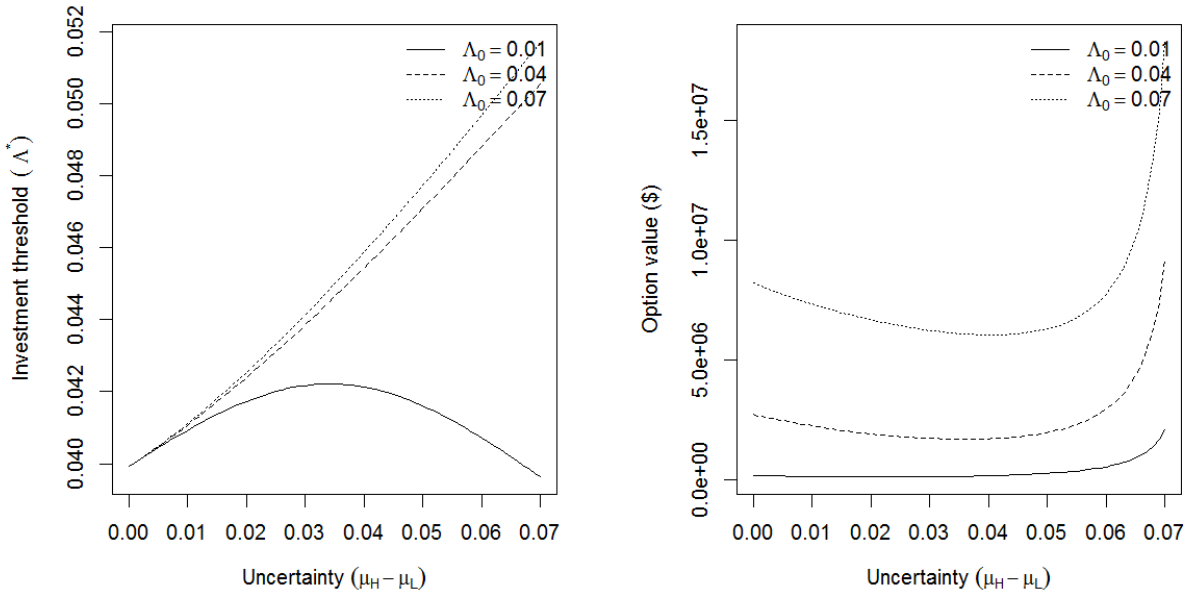 Investment threshold (Λ*)
0.040 0.042 0.044 0.046 0.048 0.050 0.052
Λ₀ = 0.01
Λ₀ = 0.04
Λ₀ = 0.07
0.00 0.01 0.02 0.03 0.04 0.05 0.06 0.07
Uncertainty (μ_H − μ_L)
Option value ($)
0.0e+00 5.0e+06 1.0e+07 1.5e+07
Λ₀ = 0.01
Λ₀ = 0.04
Λ₀ = 0.07
0.00 0.01 0.02 0.03 0.04 0.05 0.06 0.07
Uncertainty (μ_H − μ_L)